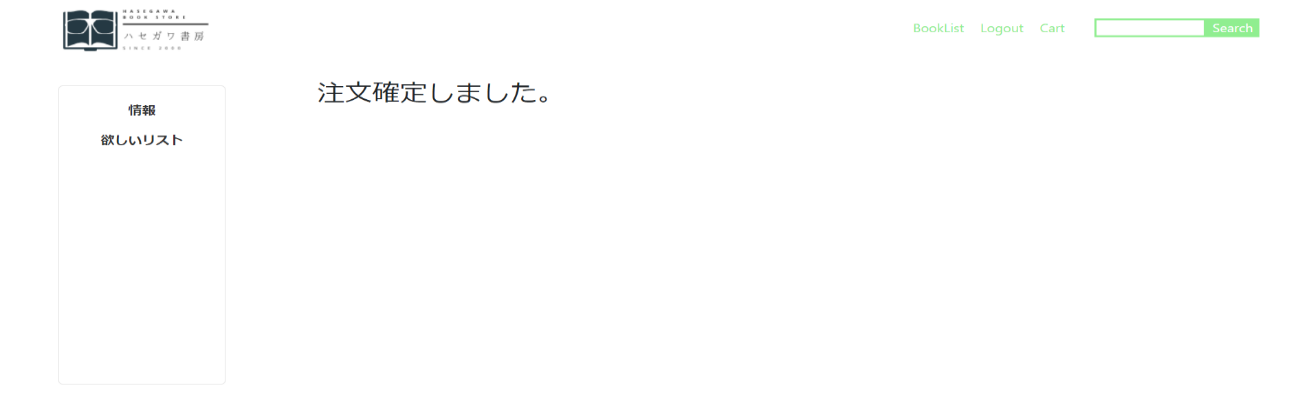 HASEGAWA
BOOK STORE
ハセガワ書房
SINCE 2000
BookList Logout Cart Search
注文確定しました。
情報
欲しいリスト